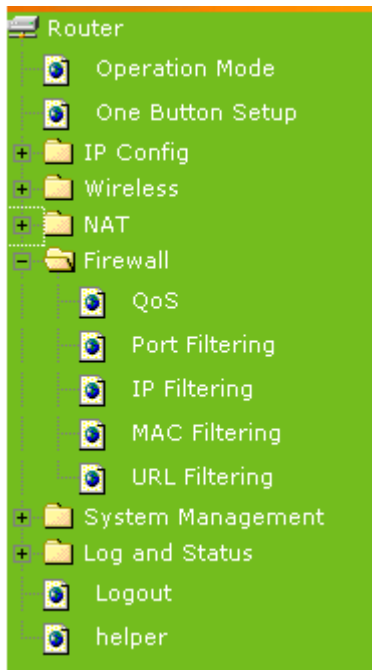 Router
Operation Mode
One Button Setup
IP Config
Wireless
NAT
Firewall
QoS
Port Filtering
IP Filtering
MAC Filtering
URL Filtering
System Management
Log and Status
Logout
helper